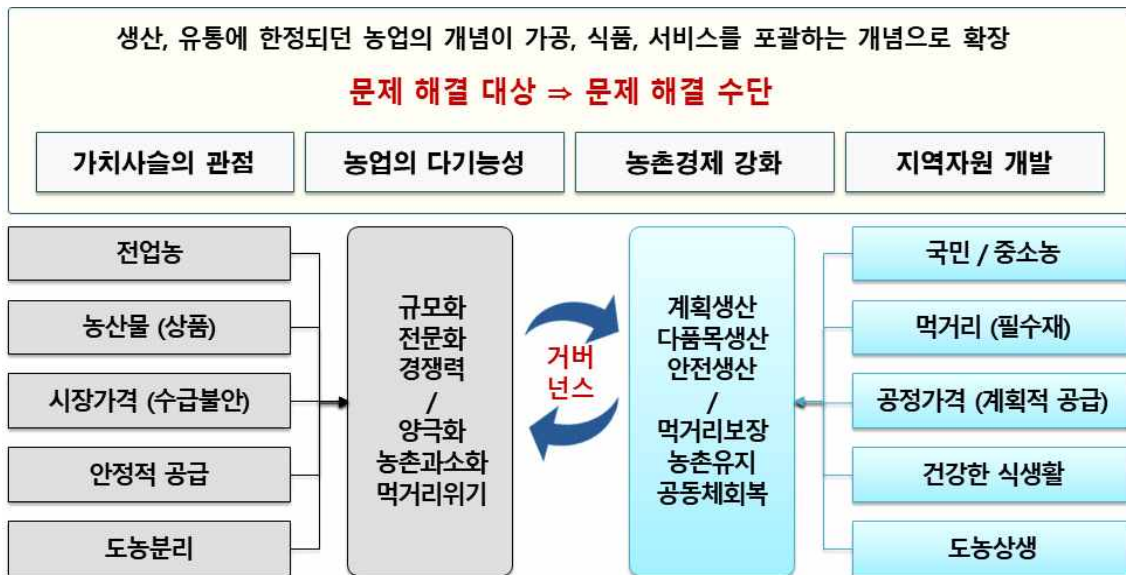 생산, 유통에 한정되던 농업의 개념이 가공, 식품, 서비스를 포괄하는 개념으로 확장
문제 해결 대상 ⇒ 문제 해결 수단
가치사슬의 관점
농업의 다기능성
농촌경제 강화
지역자원 개발
전업농
농산물 (상품)
시장가격 (수급불안)
안정적 공급
도농분리
규모화
전문화
경쟁력
/
양극화
농촌과소화
먹거리위기
거버
넌스
계획생산
다품목생산
안전생산
/
먹거리보장
농촌유지
공동체회복
국민 / 중소농
먹거리 (필수재)
공정가격 (계획적 공급)
건강한 식생활
도농상생